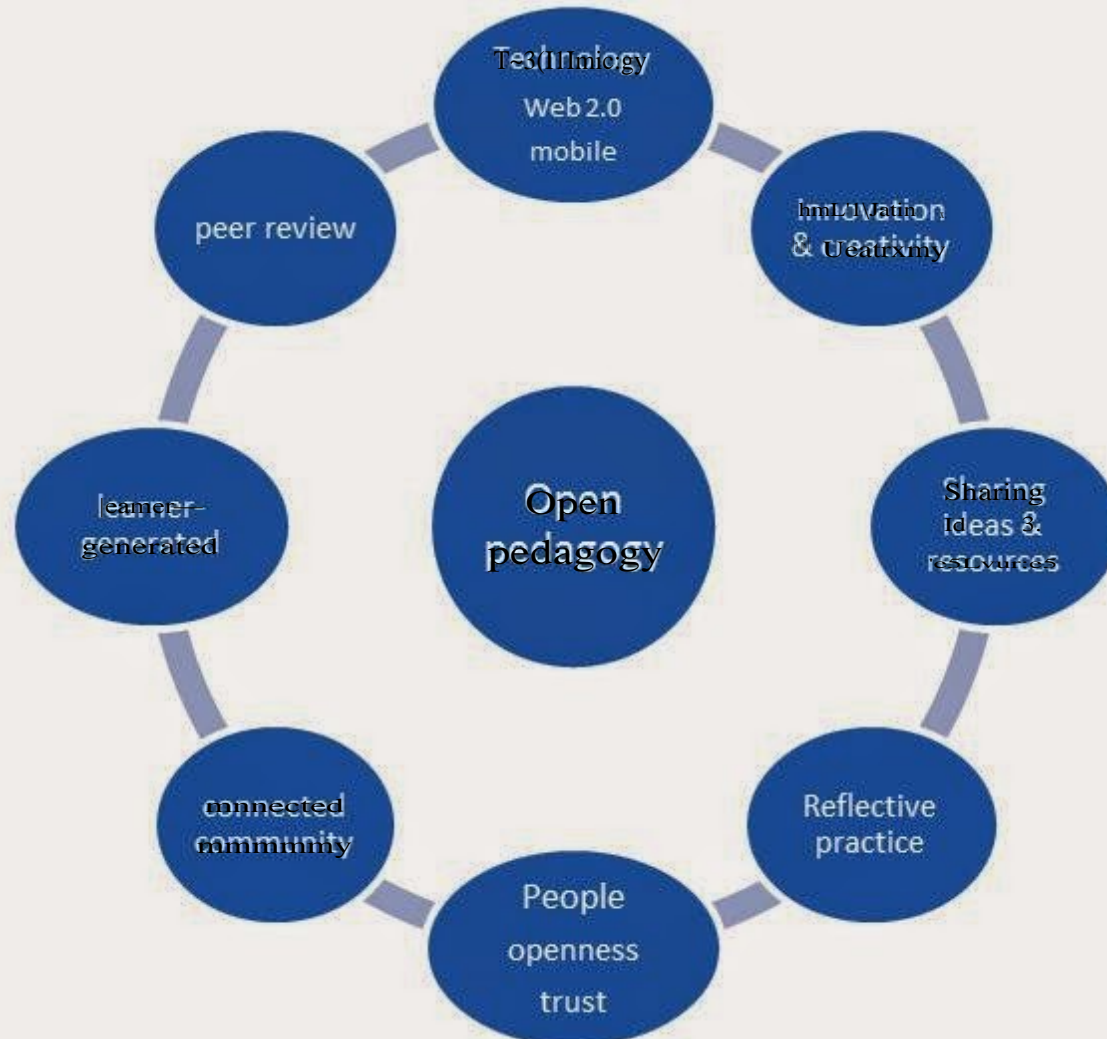 Technology
Web 2.0
mobile
innovation
& creativity
Sharing
ideas &
resources
Reflective
practice
People
openness
trust
connected
community
learner-
generated
peer review
Open
pedagogy